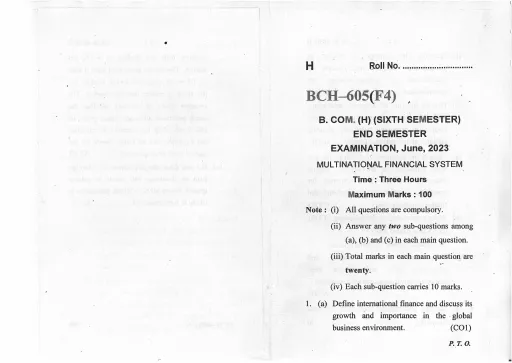 H Roll No. ..............................
BCH–605(F4)
B. COM. (H) (SIXTH SEMESTER)
END SEMESTER
EXAMINATION, June, 2023
MULTINATIONAL FINANCIAL SYSTEM
Time : Three Hours
Maximum Marks : 100
Note : (i) All questions are compulsory.
(ii) Answer any two sub-questions among
(a), (b) and (c) in each main question.
(iii) Total marks in each main question are
twenty.
(iv) Each sub-question carries 10 marks.
1. (a) Define international finance and discuss its
growth and importance in the global
business environment. (CO1)
P. T. O.